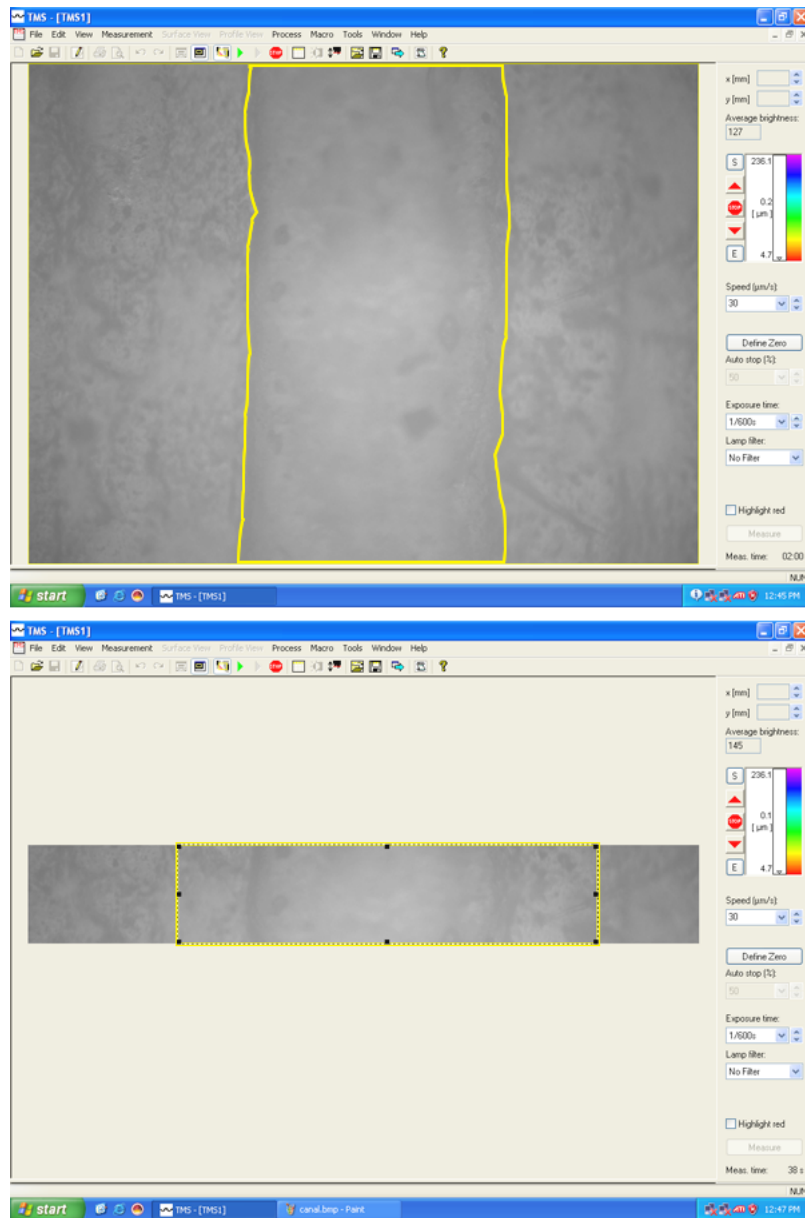 TMS - [TMS1]
File Edit View Measurement Surface View Profile View Process Macro Tools Window Help
x [mm]
y [mm]
Average brightness:
127
S 236.1
0.2
STOP [ µm ]
E 4.7
Speed (µm/s):
30
Define Zero
Auto stop (%):
50
Exposure time:
1/600s
Lamp filter:
No Filter
Highlight red
Measure
Meas. time: 02:00
NUM
start TMS - [TMS1] ATI 12:45 PM
TMS - [TMS1]
File Edit View Measurement Surface View Profile View Process Macro Tools Window Help
x [mm]
y [mm]
Average brightness:
145
S 236.1
0.1
STOP [ µm ]
E 4.7
Speed (µm/s):
30
Define Zero
Auto stop (%):
50
Exposure time:
1/600s
Lamp filter:
No Filter
Highlight red
Measure
Meas. time: 38 s
NUM
start TMS - [TMS1] canal.bmp - Paint ATI 12:47 PM